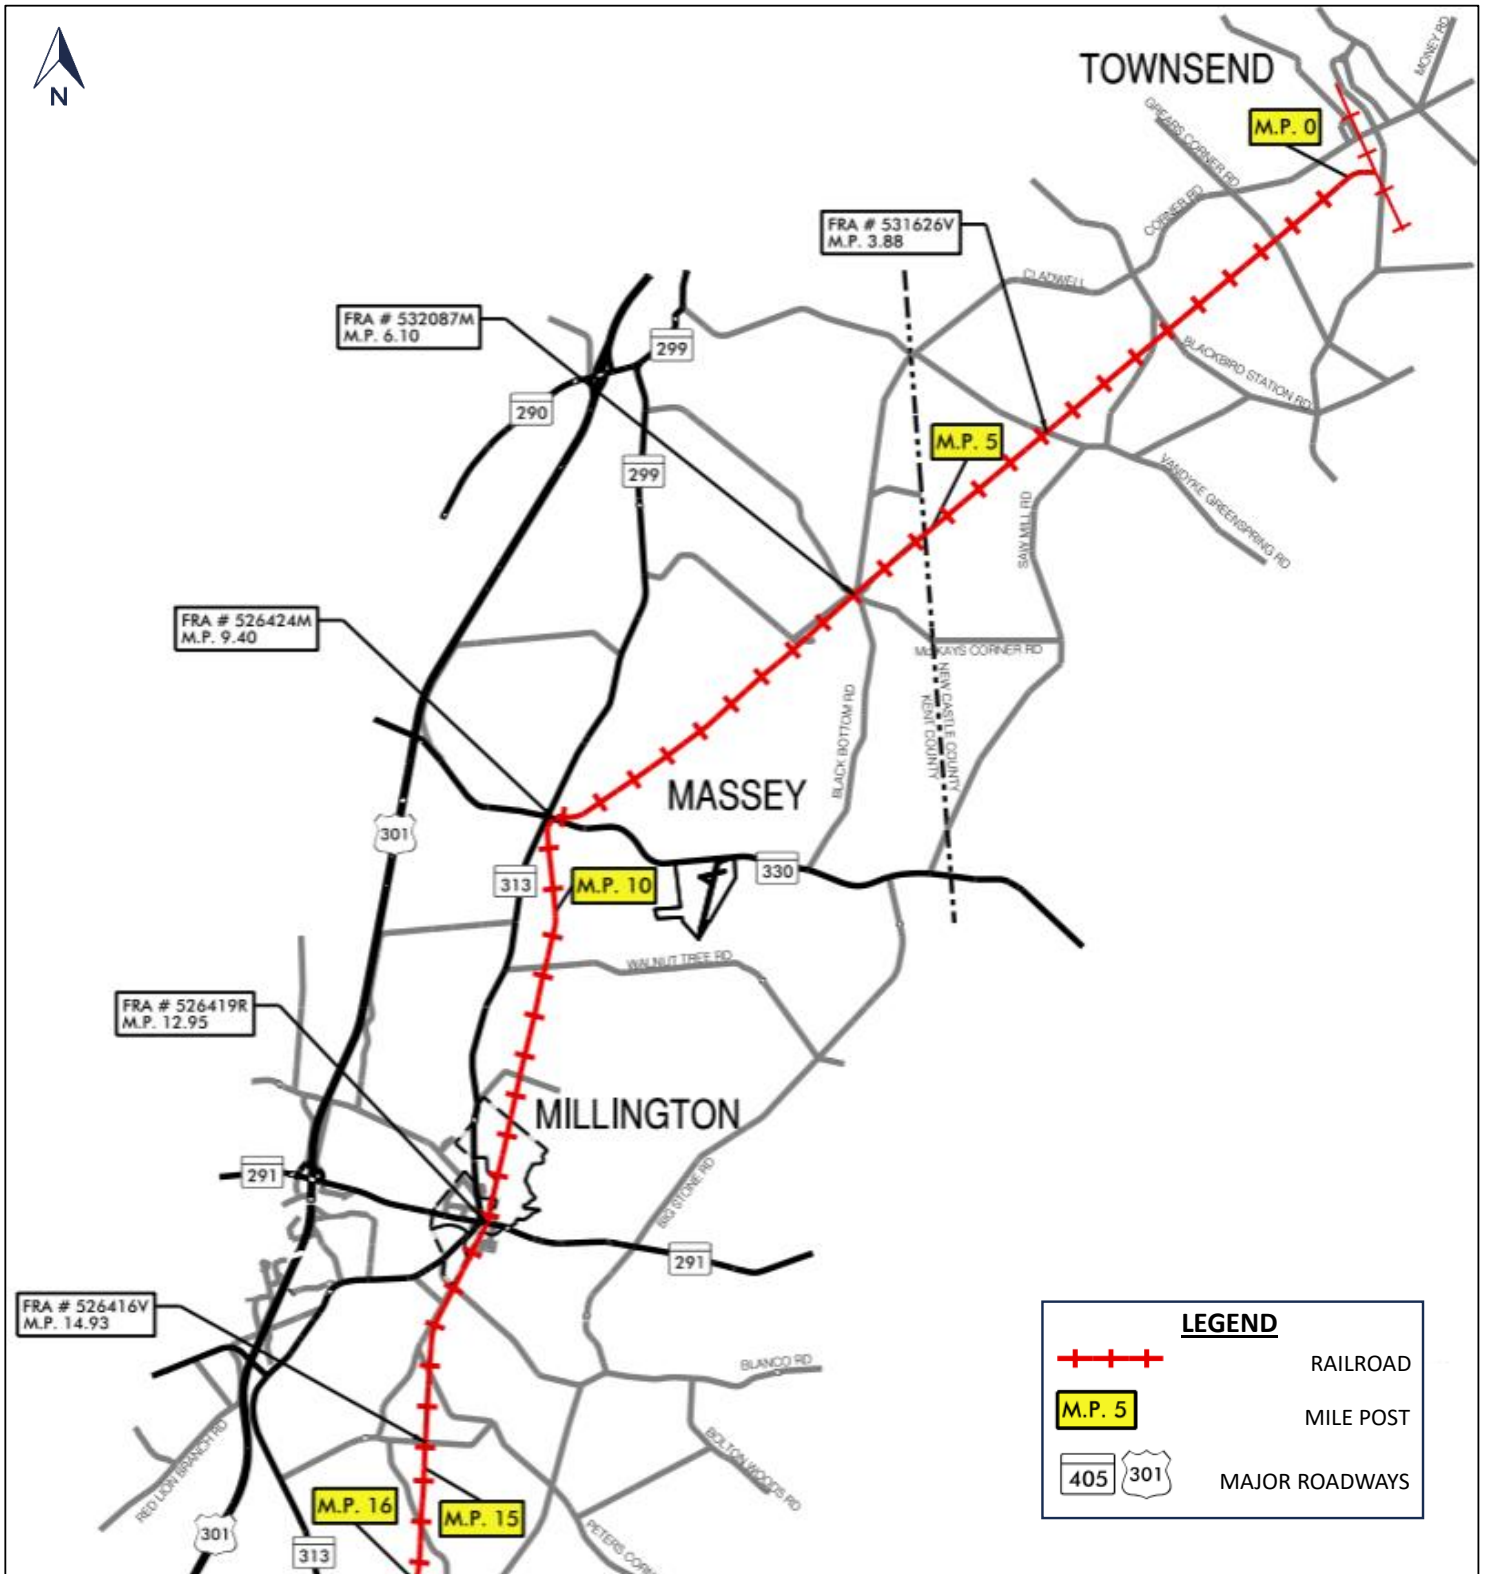 N
TOWNSEND
MONEY RD
GREARS CORNER RD
M.P. 0
CORNER RD
FRA # 531626V
M.P. 3.88
CLADWELL
FRA # 532087M
M.P. 6.10
299
BLACKBIRD STATION RD
290
M.P. 5
299
VANDYKE GREENSPRING RD
SAW MILL RD
FRA # 526424M
M.P. 9.40
McKAYS CORNER RD
NEW CASTLE COUNTY
KENT COUNTY
BLACK BOTTOM RD
MASSEY
301
330
313
M.P. 10
WALNUT TREE RD
FRA # 526419R
M.P. 12.95
MILLINGTON
291
BIG STONE RD
291
FRA # 526416V
M.P. 14.93
BLANCO RD
BOLTON WOODS RD
RED LION BRANCH RD
M.P. 16
M.P. 15
301
313
PETERS
LEGEND
RAILROAD
M.P. 5
MILE POST
405
301
MAJOR ROADWAYS